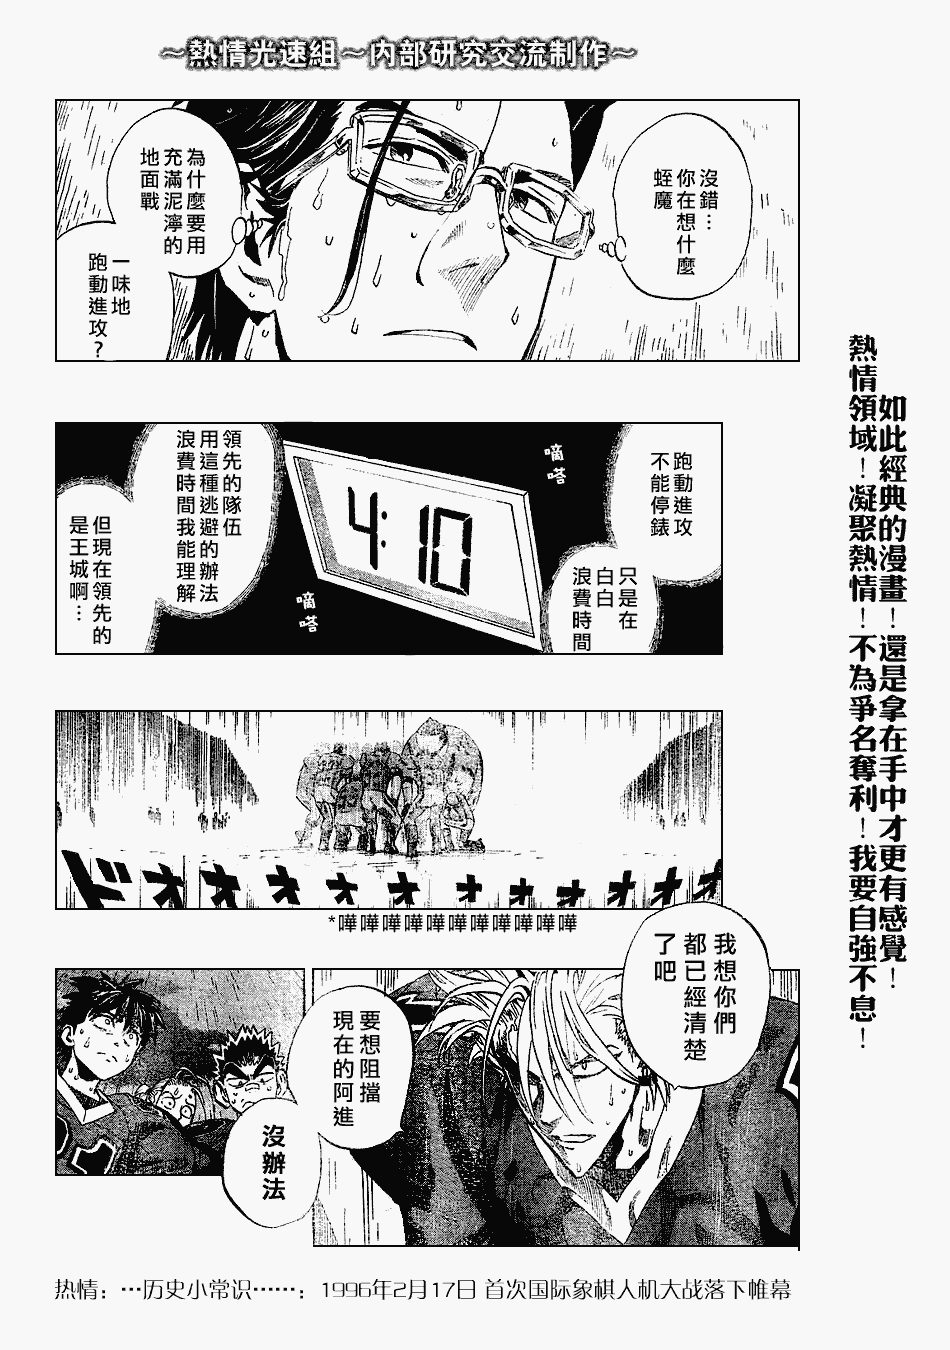 ～熱情光速組～內部研究交流制作～
沒錯…
你在想什麼
蛭魔
為什麼要用
充滿泥濘的
地面戰
一味地
跑動進攻？
跑動進攻
不能停錶
只是在
白白
浪費時間
嘀嗒
4:10
嘀嗒
領先的隊伍
用這種逃避的辦法
浪費時間我能理解
但現在領先的
是王城啊…
ドオオオオオオオオオオオオオ
*嘩嘩嘩嘩嘩嘩嘩嘩嘩嘩嘩
我想你們
都已經清楚
了吧
要想阻擋
現在的阿進
沒辦法
如此經典的漫畫！還是拿在手中才更有感覺！
熱情領域！凝聚熱情！不為爭名奪利！我要自強不息！
热情：…历史小常识……：1996年2月17日 首次国际象棋人机大战落下帷幕